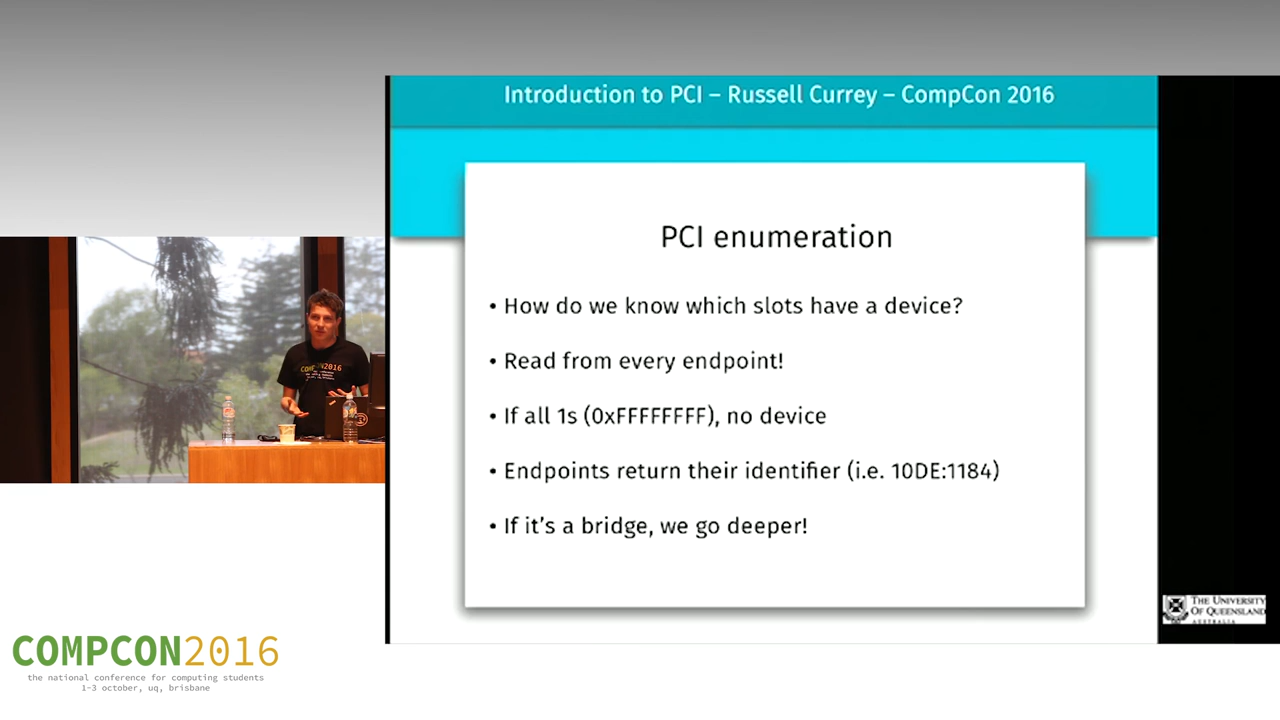 Introduction to PCI – Russell Currey – CompCon 2016
PCI enumeration
• How do we know which slots have a device?
• Read from every endpoint!
• If all 1s (0xFFFFFFFF), no device
• Endpoints return their identifier (i.e. 10DE:1184)
• If it's a bridge, we go deeper!
THE UNIVERSITY
OF QUEENSLAND
AUSTRALIA
COMPCON2016
the national conference for computing students
1-3 october, uq, brisbane